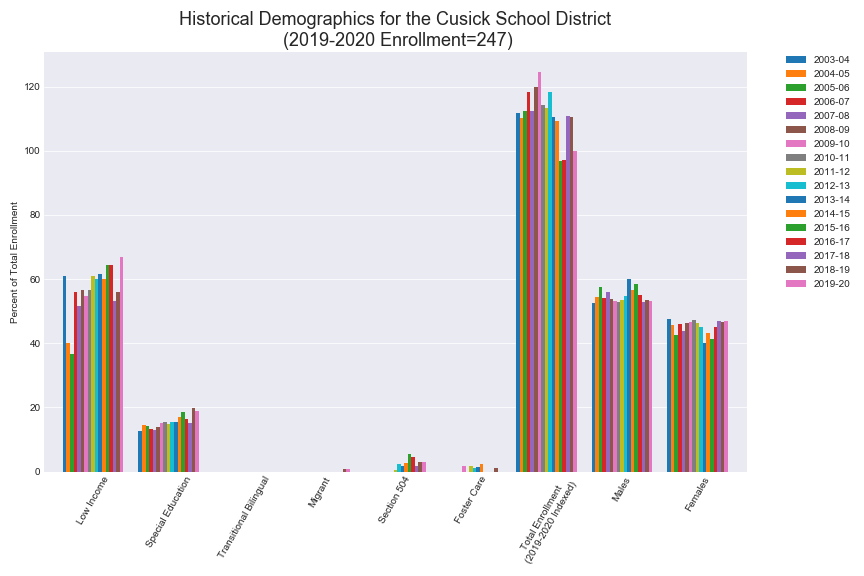 Historical Demographics for the Cusick School District
(2019-2020 Enrollment=247)
Percent of Total Enrollment
120
100
80
60
40
20
0
Low Income
Special Education
Transitional Bilingual
Migrant
Section 504
Foster Care
Total Enrollment
(2019-2020 Indexed)
Males
Females
2003-04
2004-05
2005-06
2006-07
2007-08
2008-09
2009-10
2010-11
2011-12
2012-13
2013-14
2014-15
2015-16
2016-17
2017-18
2018-19
2019-20